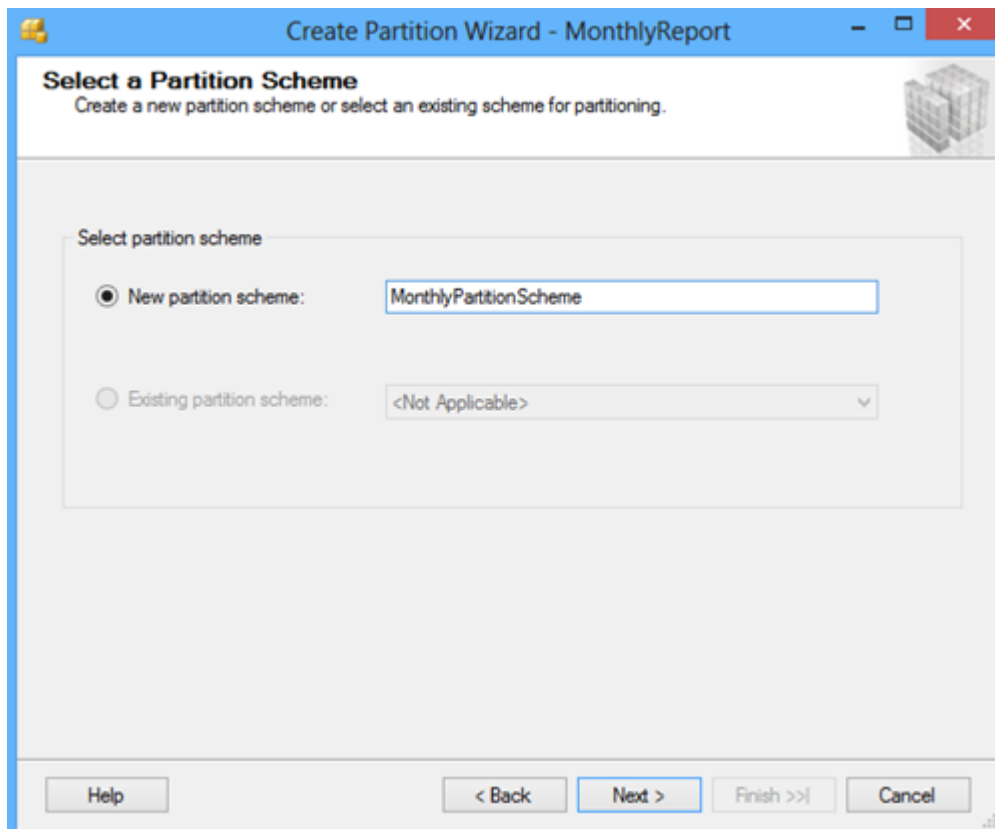 Create Partition Wizard - MonthlyReport
Select a Partition Scheme
Create a new partition scheme or select an existing scheme for partitioning.
Select partition scheme
New partition scheme: MonthlyPartitionScheme
Existing partition scheme: <Not Applicable>
Help < Back Next > Finish >>| Cancel